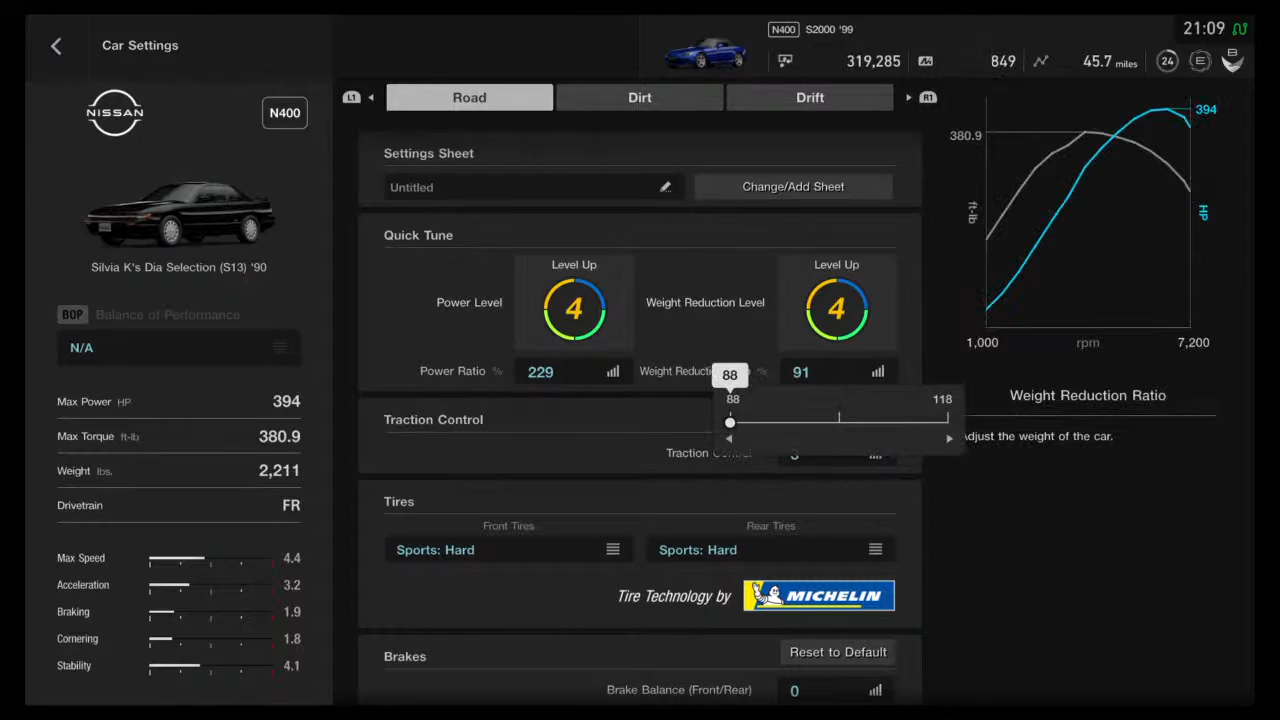 Car Settings
N400 S2000 '99
21:09
319,285
849
45.7 miles
24
E
B
NISSAN
N400
Silvia K's Dia Selection (S13) '90
BOP Balance of Performance
N/A
Max Power HP 394
Max Torque ft-lb 380.9
Weight lbs. 2,211
Drivetrain FR
Max Speed 4.4
Acceleration 3.2
Braking 1.9
Cornering 1.8
Stability 4.1
L1 Road Dirt Drift R1
Settings Sheet
Untitled
Change/Add Sheet
Quick Tune
Level Up Level Up
Power Level 4 Weight Reduction Level 4
Power Ratio % 229 Weight Reducti % 91
88
88 118
Traction Control
Traction Control
Tires
Front Tires Rear Tires
Sports: Hard Sports: Hard
Tire Technology by MICHELIN
Brakes
Reset to Default
Brake Balance (Front/Rear) 0
394
380.9
ft-lb
HP
1,000 rpm 7,200
Weight Reduction Ratio
Adjust the weight of the car.